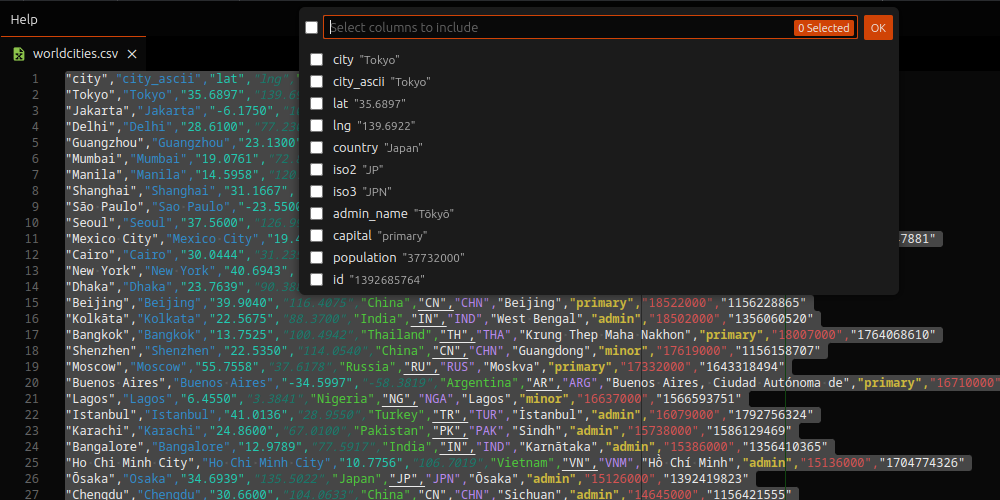 Help
Select columns to include 0 Selected OK
worldcities.csv
city "Tokyo"
city_ascii "Tokyo"
lat "35.6897"
lng "139.6922"
country "Japan"
iso2 "JP"
iso3 "JPN"
admin_name "Tōkyō"
capital "primary"
population "37732000"
id "1392685764"
1 "city","city_ascii","lat","lng",
2 "Tokyo","Tokyo","35.6897","139.6
3 "Jakarta","Jakarta","-6.1750",
4 "Delhi","Delhi","28.6100","77.23
5 "Guangzhou","Guangzhou","23.1300"
6 "Mumbai","Mumbai","19.0761","72.
7 "Manila","Manila","14.5958","120
8 "Shanghai","Shanghai","31.1667",
9 "São Paulo","Sao Paulo","-23.5500
10 "Seoul","Seoul","37.5600","126.9
11 "Mexico City","Mexico City","19.4 7881"
12 "Cairo","Cairo","30.0444","31.23
13 "New York","New York","40.6943"
14 "Dhaka","Dhaka","23.7639","90.38
15 "Beijing","Beijing","39.9040","116.4075","China","CN","CHN","Beijing","primary","18522000","1156228865"
16 "Kolkāta","Kolkata","22.5675","88.3700","India","IN","IND","West Bengal","admin","18502000","1356060520"
17 "Bangkok","Bangkok","13.7525","100.4942","Thailand","TH","THA","Krung Thep Maha Nakhon","primary","18007000","1764068610"
18 "Shenzhen","Shenzhen","22.5350","114.0540","China","CN","CHN","Guangdong","minor","17619000","1156158707"
19 "Moscow","Moscow","55.7558","37.6178","Russia","RU","RUS","Moskva","primary","17332000","1643318494"
20 "Buenos Aires","Buenos Aires","-34.5997","-58.3819","Argentina","AR","ARG","Buenos Aires, Ciudad Autónoma de","primary","16710000"
21 "Lagos","Lagos","6.4550","3.3841","Nigeria","NG","NGA","Lagos","minor","16637000","1566593751"
22 "Istanbul","Istanbul","41.0136","28.9550","Turkey","TR","TUR","İstanbul","admin","16079000","1792756324"
23 "Karachi","Karachi","24.8600","67.0100","Pakistan","PK","PAK","Sindh","admin","15738000","1586129469"
24 "Bangalore","Bangalore","12.9789","77.5917","India","IN","IND","Karnātaka","admin","15386000","1356410365"
25 "Ho Chi Minh City","Ho Chi Minh City","10.7756","106.7019","Vietnam","VN","VNM","Hồ Chí Minh","admin","15136000","1704774326"
26 "Ōsaka","Osaka","34.6939","135.5022","Japan","JP","JPN","Ōsaka","admin","15126000","1392419823"
"Chengdu","Chengdu","30.6600","104.0633","China","CN","CHN","Sichuan","admin","14645000","1156421555"